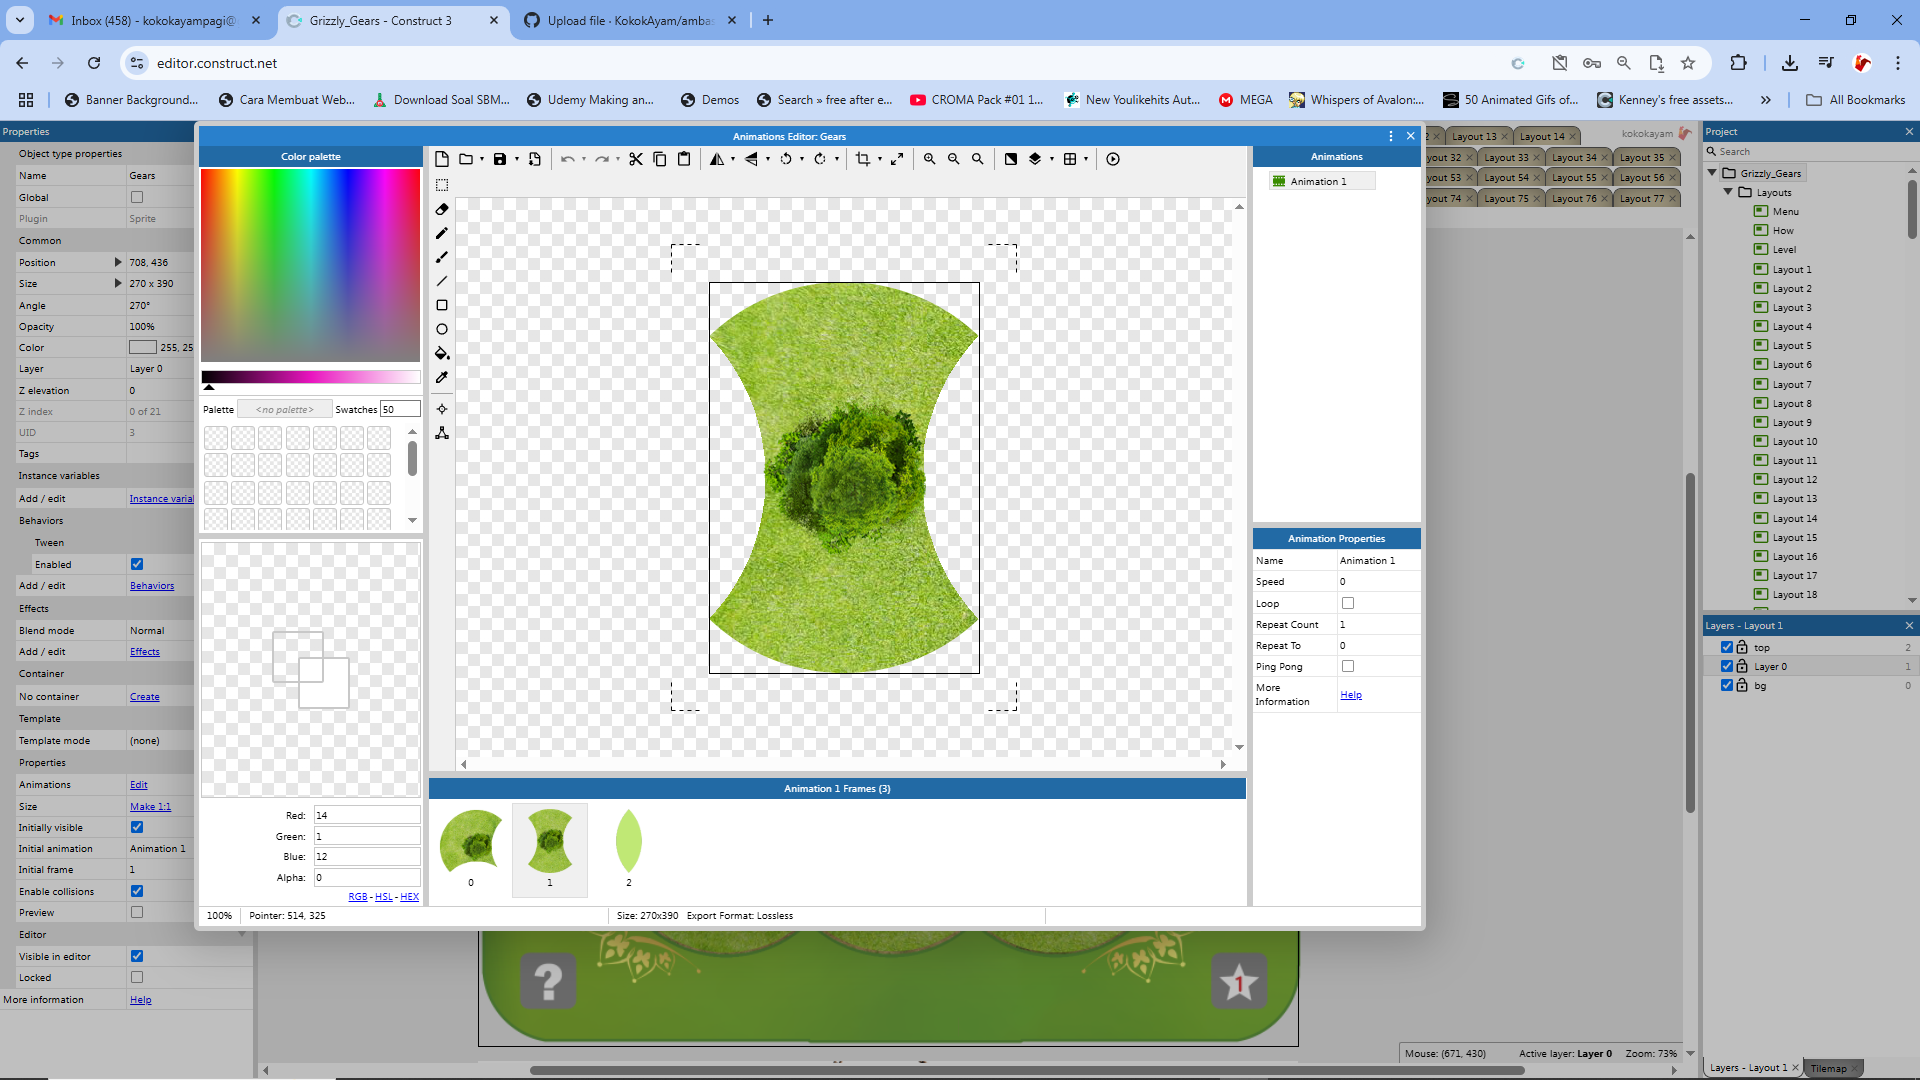 Inbox (458) - kokokayampagi@
Grizzly_Gears - Construct 3
Upload file · KokokAyam/ambas
editor.construct.net
Banner Background...
Cara Membuat Web...
Download Soal SBM...
Udemy Making an...
Demos
Search » free after e...
CROMA Pack #01 1...
New Youlikehits Aut...
MEGA
Whispers of Avalon:...
50 Animated Gifs of...
Kenney's free assets...
All Bookmarks
Properties
Object type properties
Name Gears
Global
Plugin Sprite
Common
Position 708, 436
Size 270 x 390
Angle 270°
Opacity 100%
Color 255, 25
Layer Layer 0
Z elevation 0
Z index 0 of 21
UID 3
Tags
Instance variables
Add / edit Instance varial
Behaviors
Tween
Enabled
Add / edit Behaviors
Effects
Blend mode Normal
Add / edit Effects
Container
No container Create
Template
Template mode (none)
Properties
Animations Edit
Size Make 1:1
Initially visible
Initial animation Animation 1
Initial frame 1
Enable collisions
Preview
Editor
Visible in editor
Locked
More information Help
Animations Editor: Gears
Color palette
Palette <no palette> Swatches 50
Red: 14
Green: 1
Blue: 12
Alpha: 0
RGB - HSL - HEX
100% Pointer: 514, 325
Size: 270x390 Export Format: Lossless
Animation 1 Frames (3)
0
1
2
Animations
Animation 1
Animation Properties
Name Animation 1
Speed 0
Loop
Repeat Count 1
Repeat To 0
Ping Pong
More Information Help
?
1
2 Layout 13 Layout 14
yout 32 Layout 33 Layout 34 Layout 35
yout 53 Layout 54 Layout 55 Layout 56
yout 74 Layout 75 Layout 76 Layout 77
kokokayam
Project
Search
Grizzly_Gears
Layouts
Menu
How
Level
Layout 1
Layout 2
Layout 3
Layout 4
Layout 5
Layout 6
Layout 7
Layout 8
Layout 9
Layout 10
Layout 11
Layout 12
Layout 13
Layout 14
Layout 15
Layout 16
Layout 17
Layout 18
Layers - Layout 1
top 2
Layer 0 1
bg 0
Mouse: (671, 430) Active layer: Layer 0 Zoom: 73%
Layers - Layout 1
Tilemap